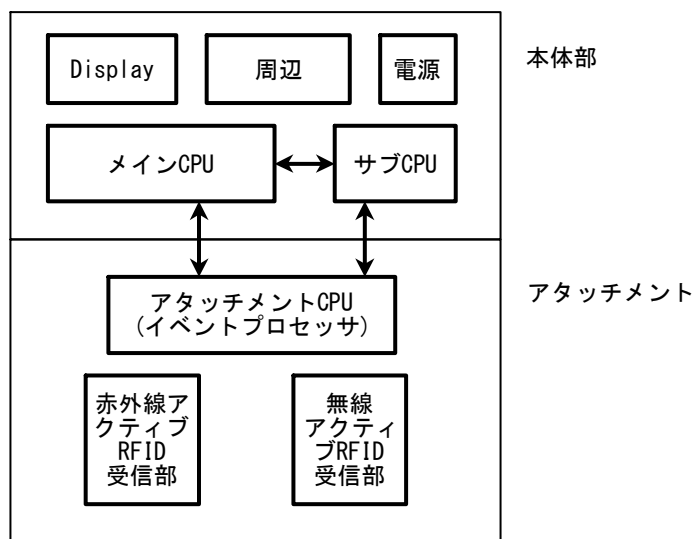 Display
周辺
電源
本体部
メインCPU
サブCPU
アタッチメントCPU
(イベントプロセッサ)
アタッチメント
赤外線ア
クティブ
RFID
受信部
無線
アクティ
ブRFID
受信部